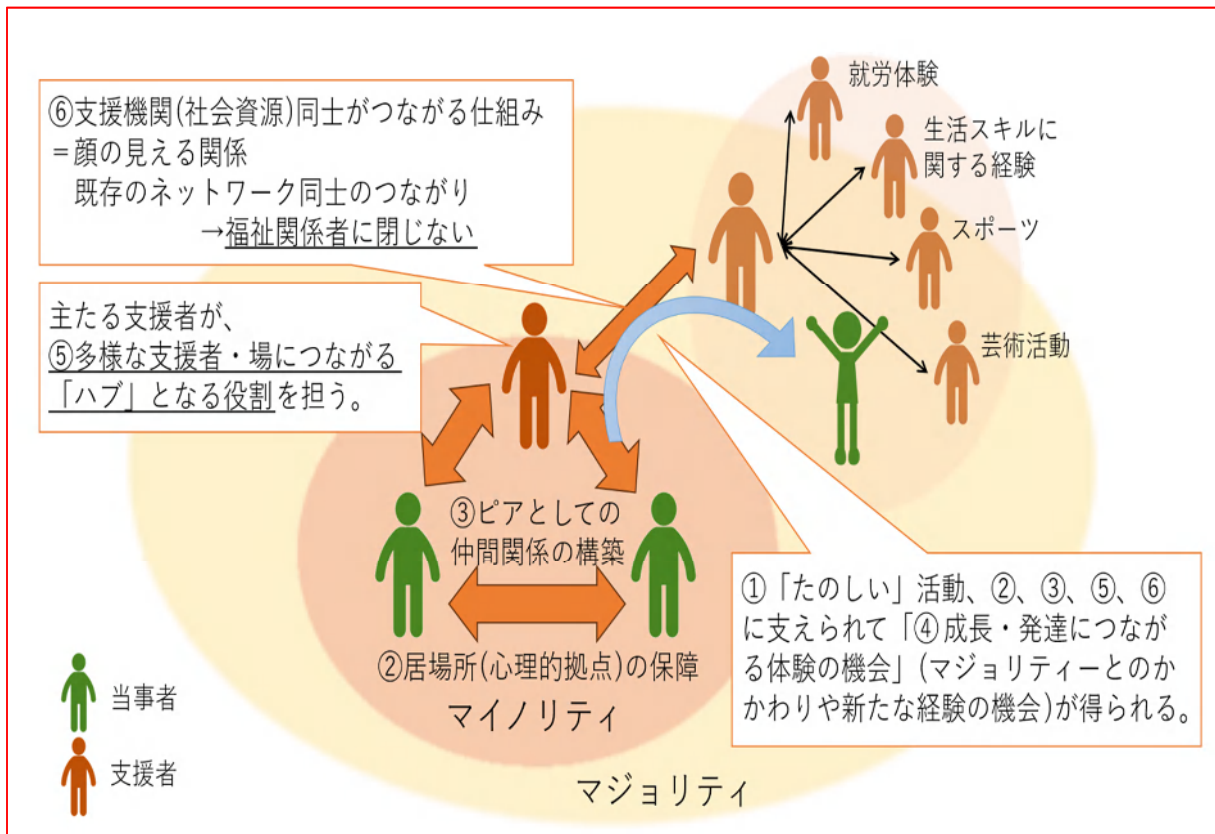 ⑥支援機関(社会資源)同士がつながる仕組み
＝顔の見える関係
既存のネットワーク同士のつながり
→福祉関係者に閉じない
主たる支援者が、
⑤多様な支援者・場につながる
「ハブ」となる役割を担う。
就労体験
生活スキルに
関する経験
スポーツ
芸術活動
③ピアとしての
仲間関係の構築
②居場所(心理的拠点)の保障
マイノリティ
マジョリティ
①「たのしい」活動、②、③、⑤、⑥
に支えられて「④成長・発達につなが
る体験の機会」(マジョリティーとのか
かわりや新たな経験の機会)が得られる。
当事者
支援者